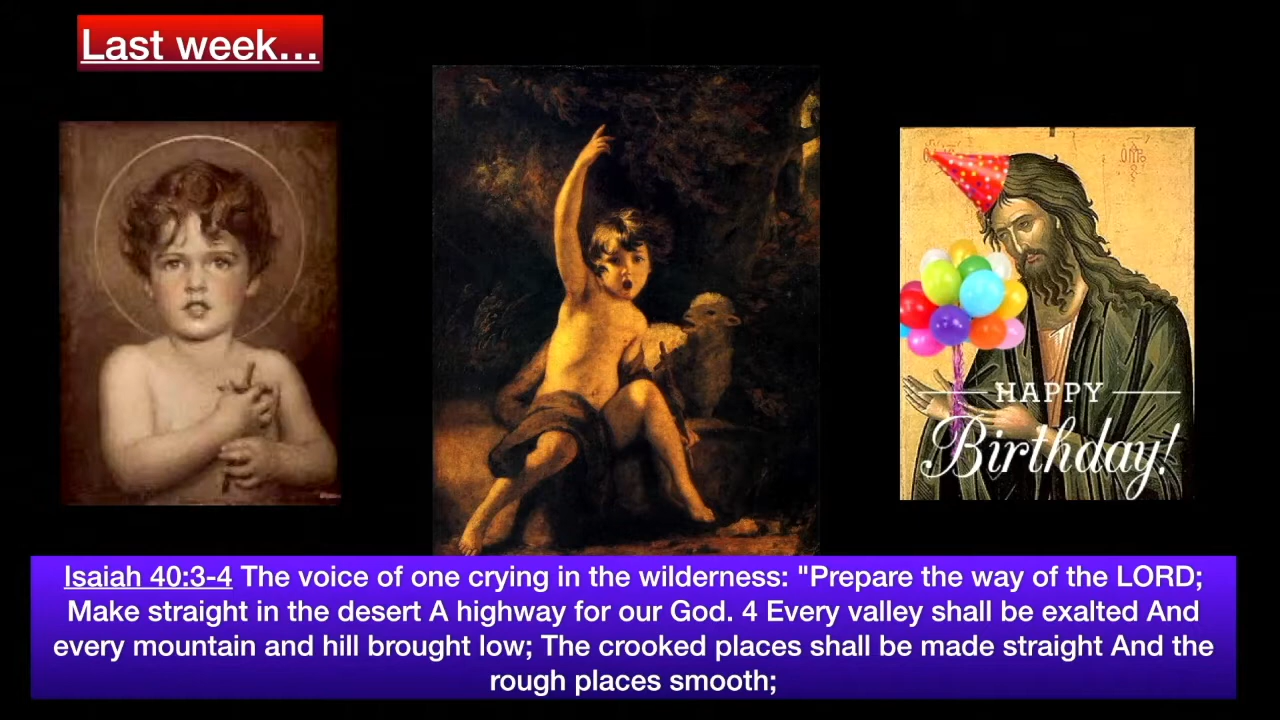 Last week...
HAPPY
Birthday!
Isaiah 40:3-4 The voice of one crying in the wilderness: "Prepare the way of the LORD;
Make straight in the desert A highway for our God. 4 Every valley shall be exalted And
every mountain and hill brought low; The crooked places shall be made straight And the
rough places smooth;